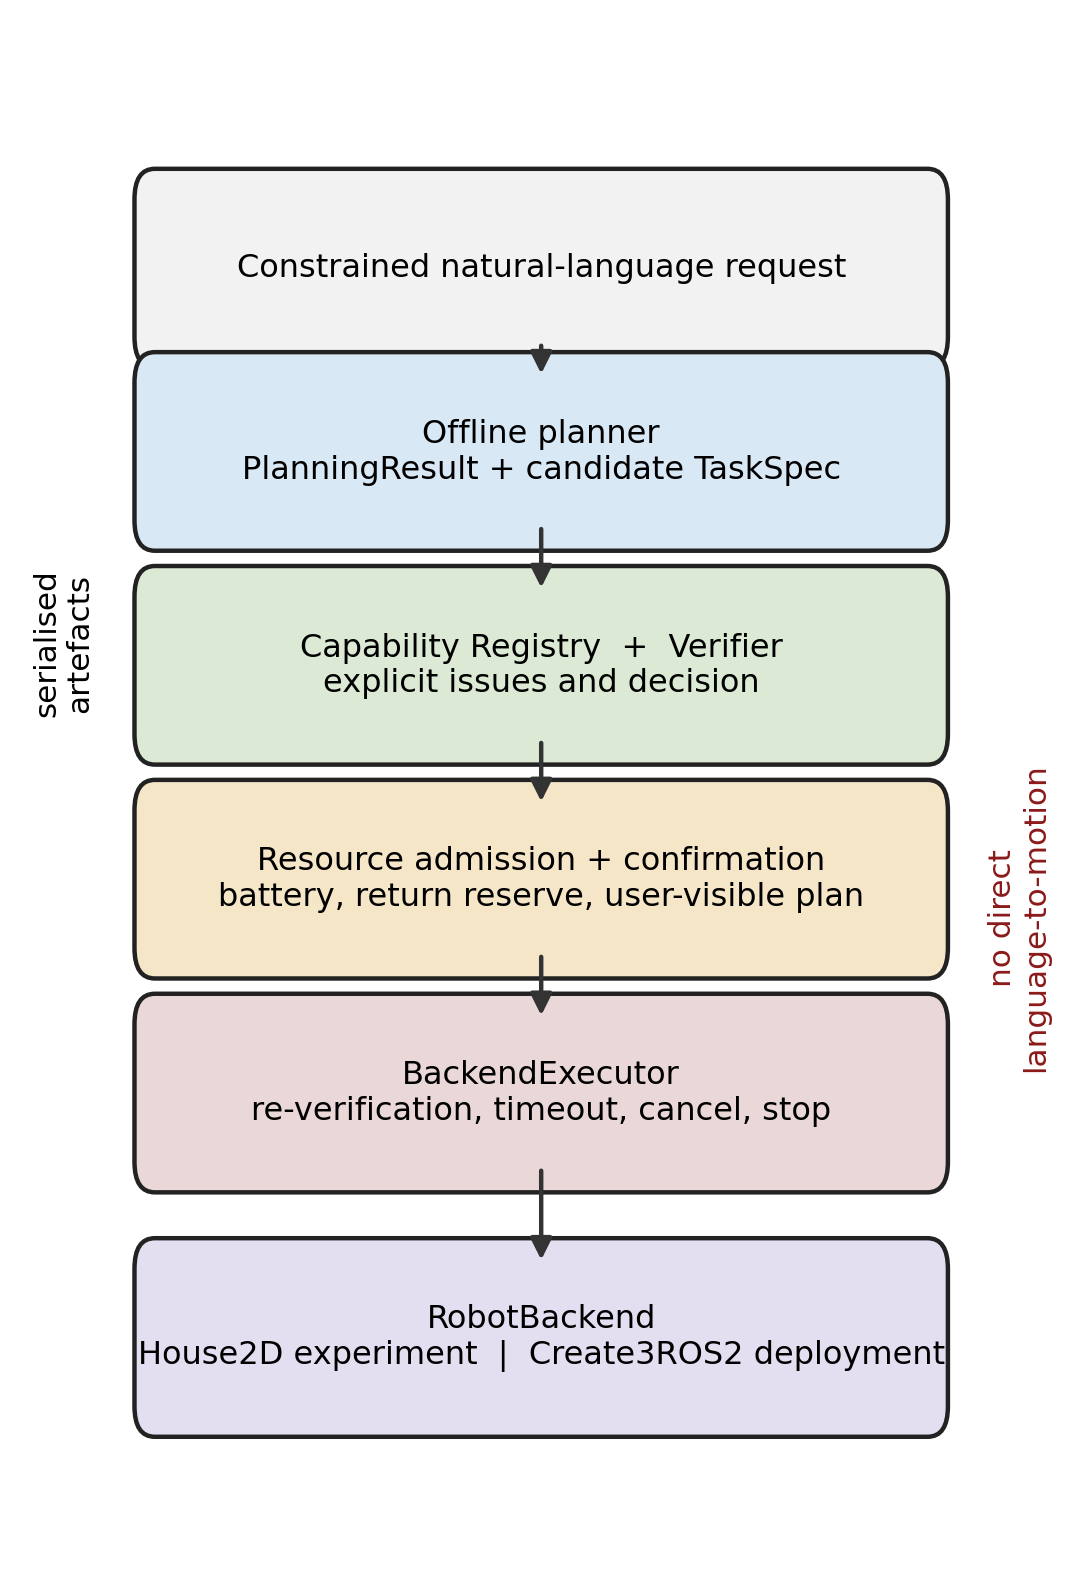 Constrained natural-language request
Offline planner
PlanningResult + candidate TaskSpec
serialised
artefacts
Capability Registry + Verifier
explicit issues and decision
Resource admission + confirmation
battery, return reserve, user-visible plan
no direct
language-to-motion
BackendExecutor
re-verification, timeout, cancel, stop
RobotBackend
House2D experiment | Create3ROS2 deployment